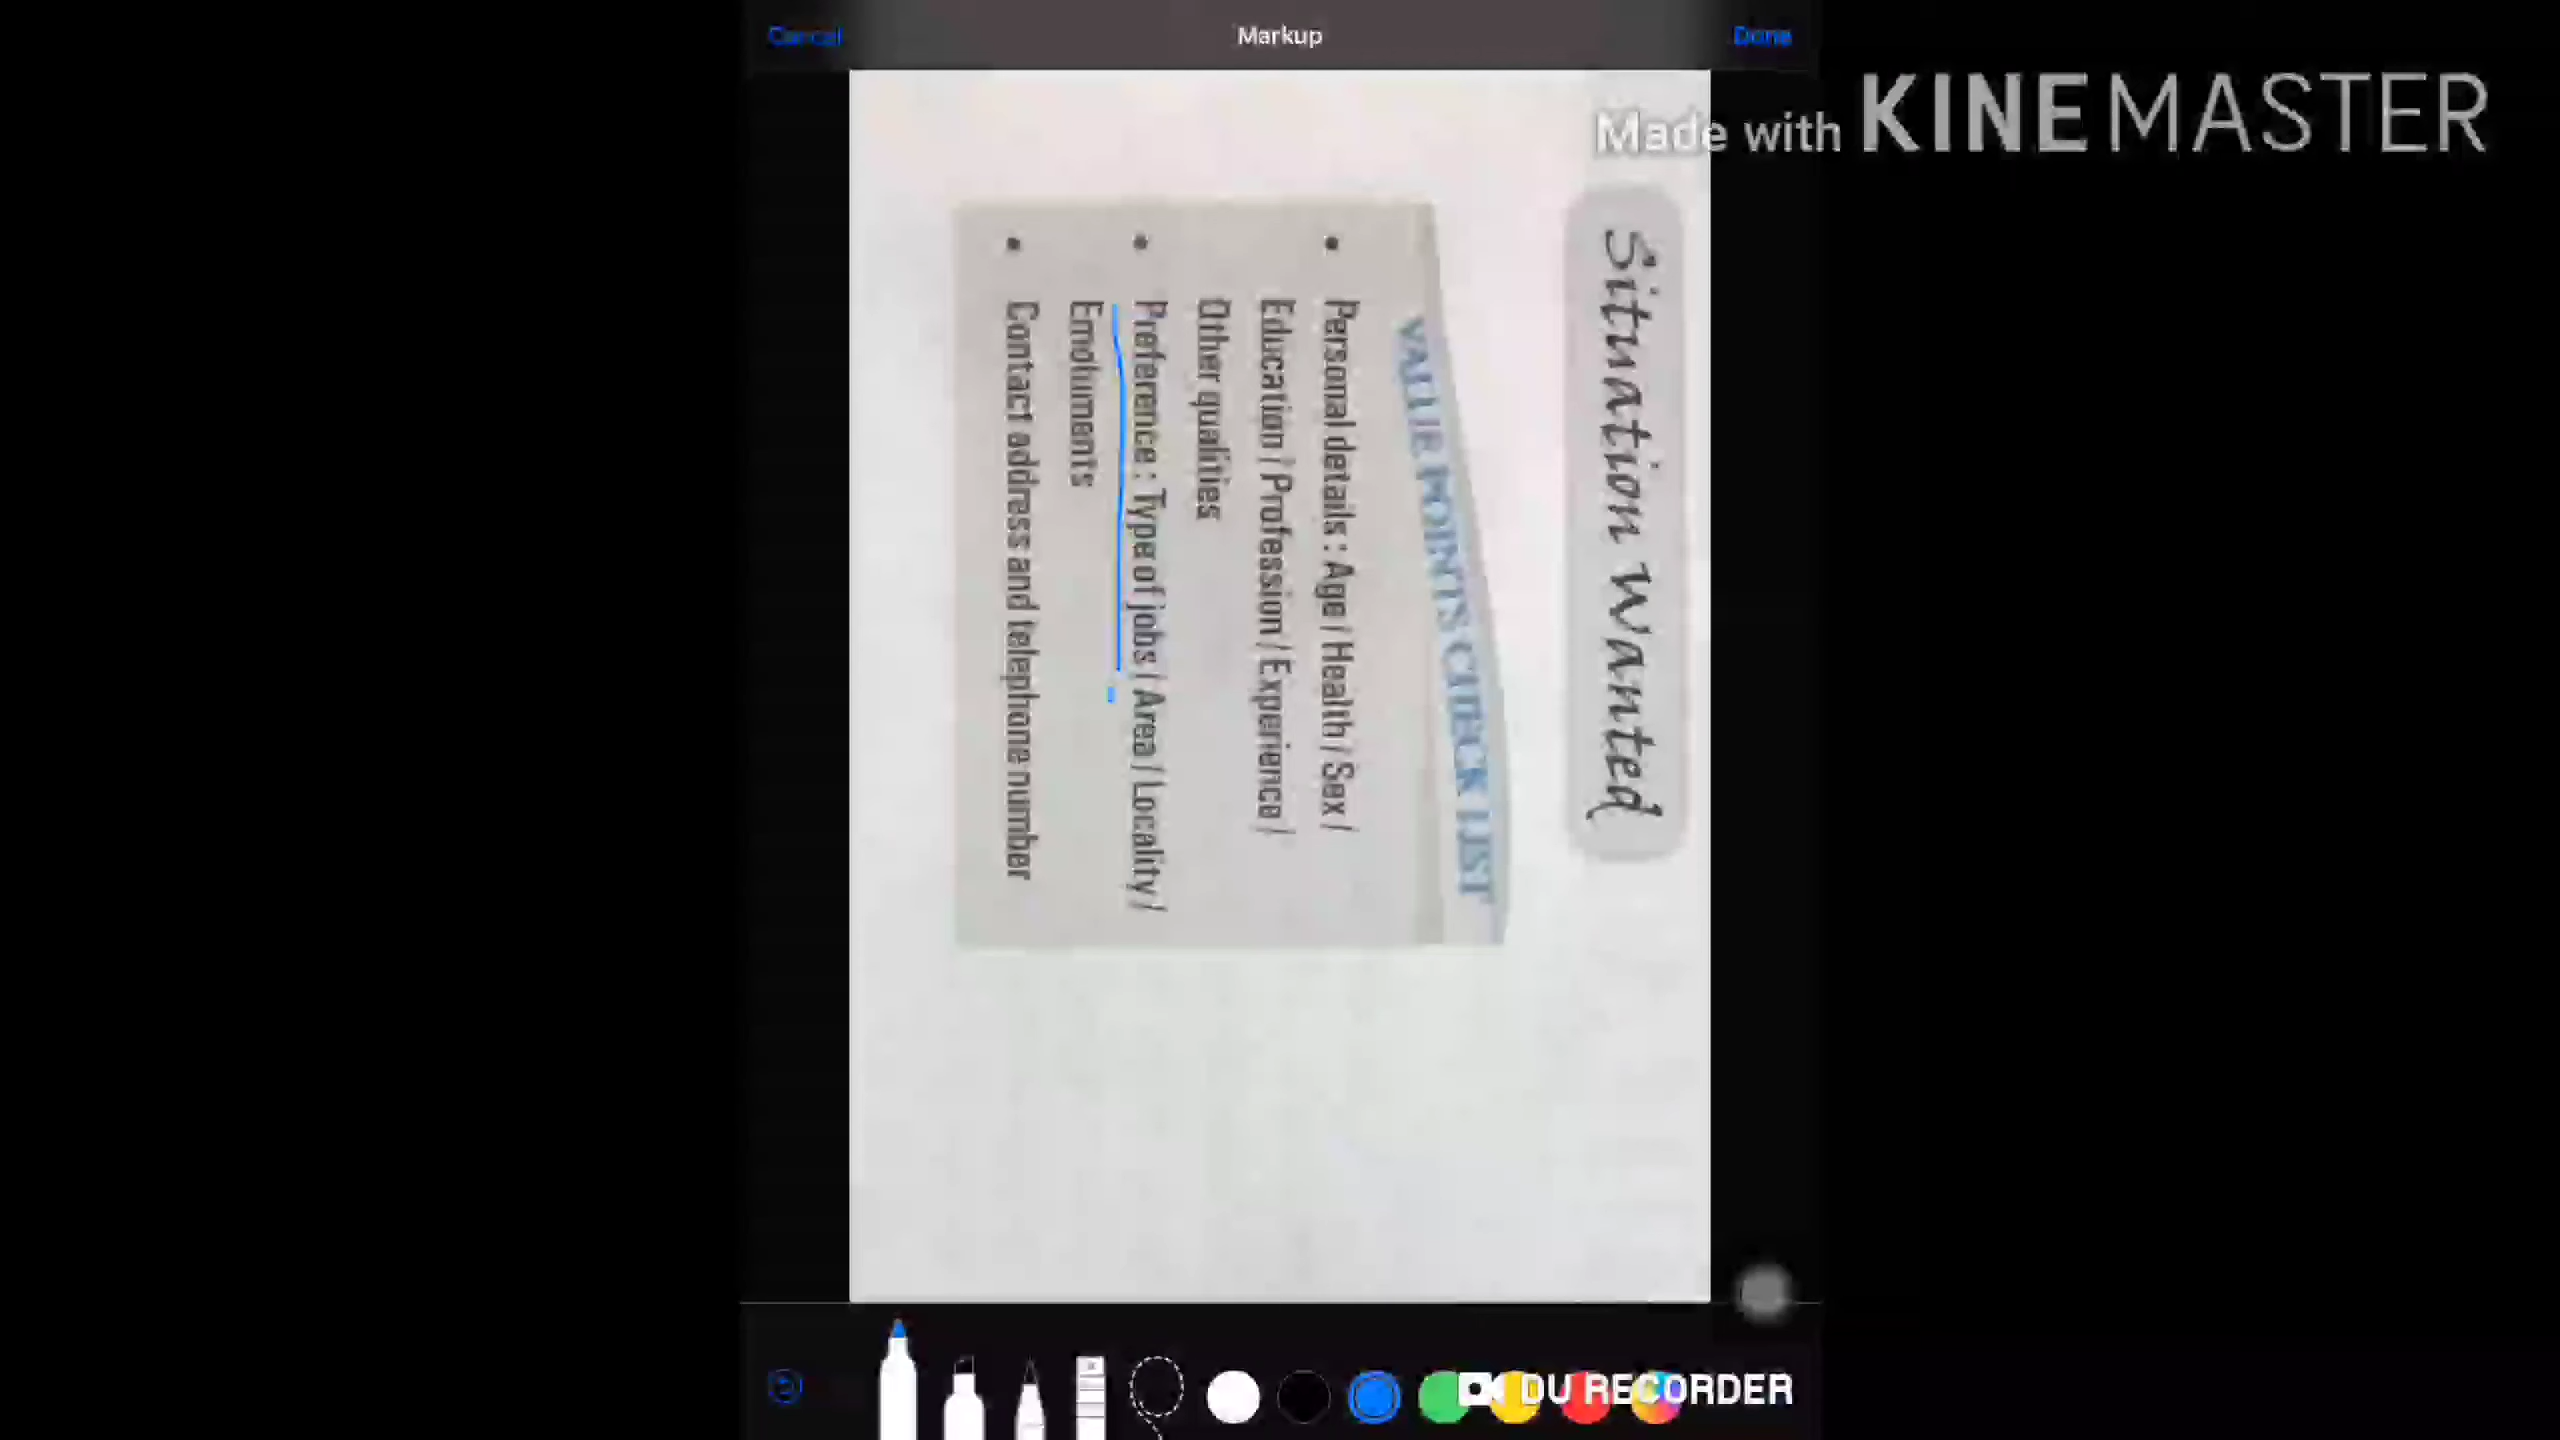 Cancel
Markup
Done
Made with KINEMASTER
Situation Wanted
VALUE POINTS CHECK LIST
• Personal details : Age / Health / Sex /
Education / Profession / Experience /
Other qualities
• Preference : Type of jobs / Area / Locality /
Emoluments
• Contact address and telephone number
DU RECORDER